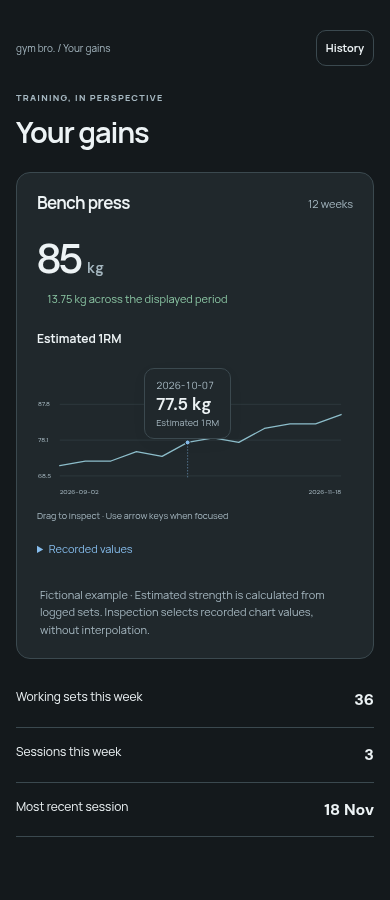 gym bro. / Your gains
History
TRAINING, IN PERSPECTIVE
Your gains
Bench press
12 weeks
85 kg
13.75 kg across the displayed period
Estimated 1RM
2026-10-07
77.5 kg
Estimated 1RM
87.8
78.1
68.5
2026-09-02
2026-11-18
Drag to inspect · Use arrow keys when focused
Recorded values
Fictional example · Estimated strength is calculated from
logged sets. Inspection selects recorded chart values,
without interpolation.
Working sets this week
36
Sessions this week
3
Most recent session
18 Nov